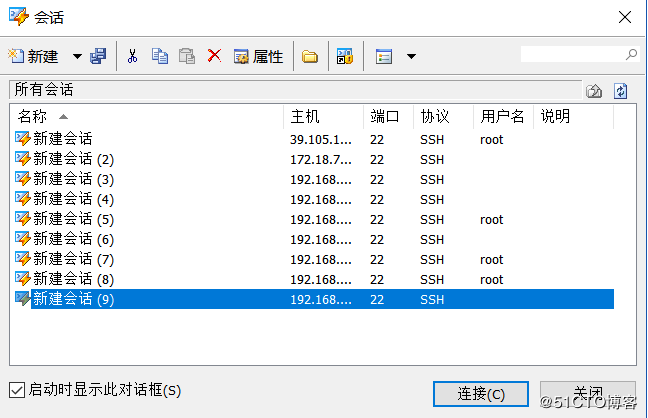 会话
新建 属性
所有会话
名称 主机 端口 协议 用户名 说明
新建会话 39.105.1... 22 SSH root
新建会话 (2) 172.18.7... 22 SSH
新建会话 (3) 192.168.... 22 SSH
新建会话 (4) 192.168.... 22 SSH
新建会话 (5) 192.168.... 22 SSH root
新建会话 (6) 192.168.... 22 SSH
新建会话 (7) 192.168.... 22 SSH root
新建会话 (8) 192.168.... 22 SSH root
新建会话 (9) 192.168.... 22 SSH
启动时显示此对话框(S)
连接(C) 关闭
@51CTO博客